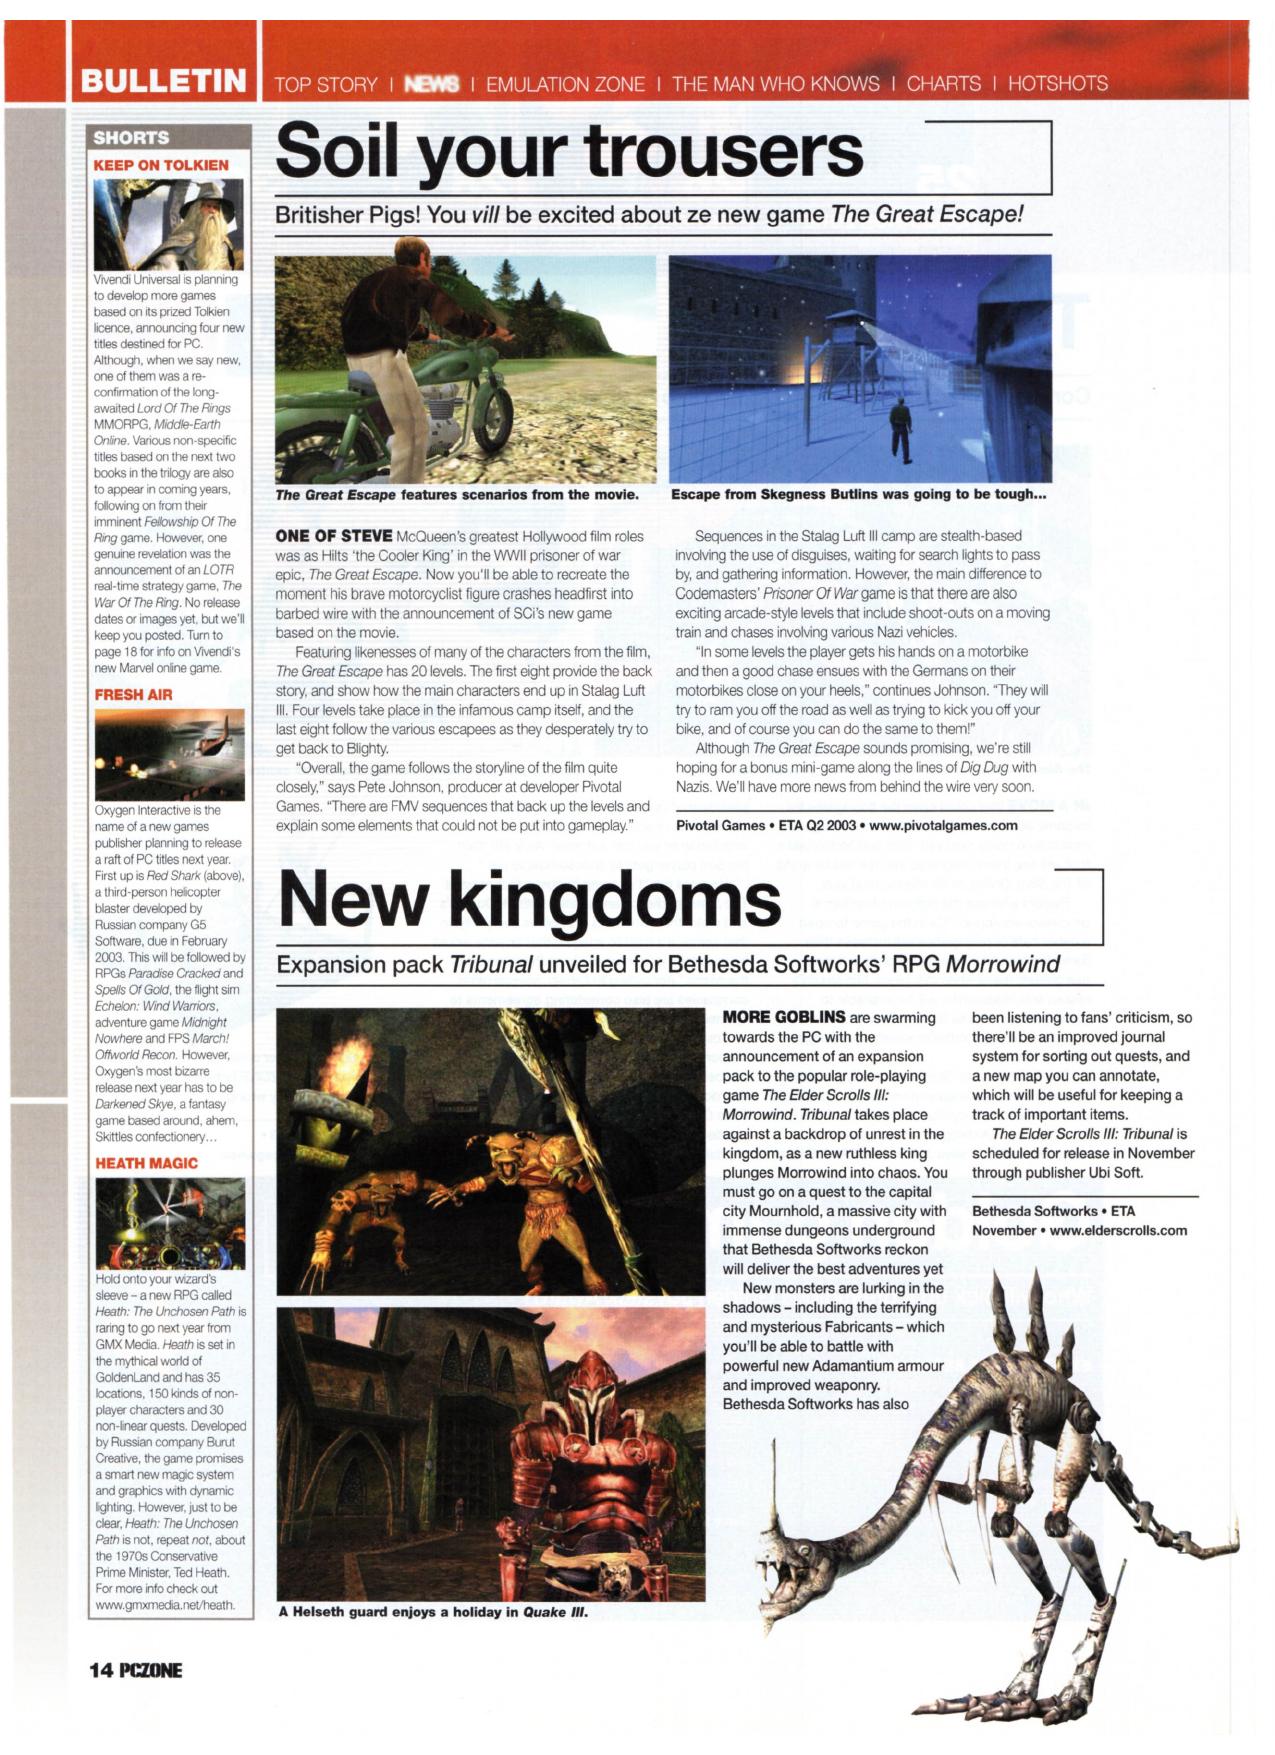 BULLETIN
TOP STORY | NEWS | EMULATION ZONE | THE MAN WHO KNOWS | CHARTS | HOTSHOTS
SHORTS
KEEP ON TOLKIEN
Vivendi Universal is planning
to develop more games
based on its prized Tolkien
licence, announcing four new
titles destined for PC.
Although, when we say new,
one of them was a re-
confirmation of the long-
awaited Lord Of The Rings
MMORPG, Middle-Earth
Online. Various non-specific
titles based on the next two
books in the trilogy are also
to appear in coming years,
following on from their
imminent Fellowship Of The
Ring game. However, one
genuine revelation was the
announcement of an LOTR
real-time strategy game, The
War Of The Ring. No release
dates or images yet, but we'll
keep you posted. Turn to
page 18 for info on Vivendi's
new Marvel online game.
FRESH AIR
Oxygen Interactive is the
name of a new games
publisher planning to release
a raft of PC titles next year.
First up is Red Shark (above),
a third-person helicopter
blaster developed by
Russian company G5
Software, due in February
2003. This will be followed by
RPGs Paradise Cracked and
Spells Of Gold, the flight sim
Echelon: Wind Warriors,
adventure game Midnight
Nowhere and FPS March!
Offworld Recon. However,
Oxygen's most bizarre
release next year has to be
Darkened Skye, a fantasy
game based around, ahem,
Skittles confectionery...
HEATH MAGIC
Hold onto your wizard's
sleeve – a new RPG called
Heath: The Unchosen Path is
raring to go next year from
GMX Media. Heath is set in
the mythical world of
GoldenLand and has 35
locations, 150 kinds of non-
player characters and 30
non-linear quests. Developed
by Russian company Burut
Creative, the game promises
a smart new magic system
and graphics with dynamic
lighting. However, just to be
clear, Heath: The Unchosen
Path is not, repeat not, about
the 1970s Conservative
Prime Minister, Ted Heath.
For more info check out
www.gmxmedia.net/heath.
Soil your trousers
Britisher Pigs! You vill be excited about ze new game The Great Escape!
The Great Escape features scenarios from the movie.
Escape from Skegness Butlins was going to be tough...
ONE OF STEVE McQueen's greatest Hollywood film roles
was as Hilts 'the Cooler King' in the WWII prisoner of war
epic, The Great Escape. Now you'll be able to recreate the
moment his brave motorcyclist figure crashes headfirst into
barbed wire with the announcement of SCi's new game
based on the movie.
Featuring likenesses of many of the characters from the film,
The Great Escape has 20 levels. The first eight provide the back
story, and show how the main characters end up in Stalag Luft
III. Four levels take place in the infamous camp itself, and the
last eight follow the various escapees as they desperately try to
get back to Blighty.
"Overall, the game follows the storyline of the film quite
closely," says Pete Johnson, producer at developer Pivotal
Games. "There are FMV sequences that back up the levels and
explain some elements that could not be put into gameplay."
Sequences in the Stalag Luft III camp are stealth-based
involving the use of disguises, waiting for search lights to pass
by, and gathering information. However, the main difference to
Codemasters' Prisoner Of War game is that there are also
exciting arcade-style levels that include shoot-outs on a moving
train and chases involving various Nazi vehicles.
"In some levels the player gets his hands on a motorbike
and then a good chase ensues with the Germans on their
motorbikes close on your heels," continues Johnson. "They will
try to ram you off the road as well as trying to kick you off your
bike, and of course you can do the same to them!"
Although The Great Escape sounds promising, we're still
hoping for a bonus mini-game along the lines of Dig Dug with
Nazis. We'll have more news from behind the wire very soon.
Pivotal Games • ETA Q2 2003 • www.pivotalgames.com
New kingdoms
Expansion pack Tribunal unveiled for Bethesda Softworks' RPG Morrowind
A Helseth guard enjoys a holiday in Quake III.
MORE GOBLINS are swarming
towards the PC with the
announcement of an expansion
pack to the popular role-playing
game The Elder Scrolls III:
Morrowind. Tribunal takes place
against a backdrop of unrest in the
kingdom, as a new ruthless king
plunges Morrowind into chaos. You
must go on a quest to the capital
city Mournhold, a massive city with
immense dungeons underground
that Bethesda Softworks reckon
will deliver the best adventures yet
New monsters are lurking in the
shadows – including the terrifying
and mysterious Fabricants – which
you'll be able to battle with
powerful new Adamantium armour
and improved weaponry.
Bethesda Softworks has also
been listening to fans' criticism, so
there'll be an improved journal
system for sorting out quests, and
a new map you can annotate,
which will be useful for keeping a
track of important items.
The Elder Scrolls III: Tribunal is
scheduled for release in November
through publisher Ubi Soft.
Bethesda Softworks • ETA
November • www.elderscrolls.com
14 PCZONE